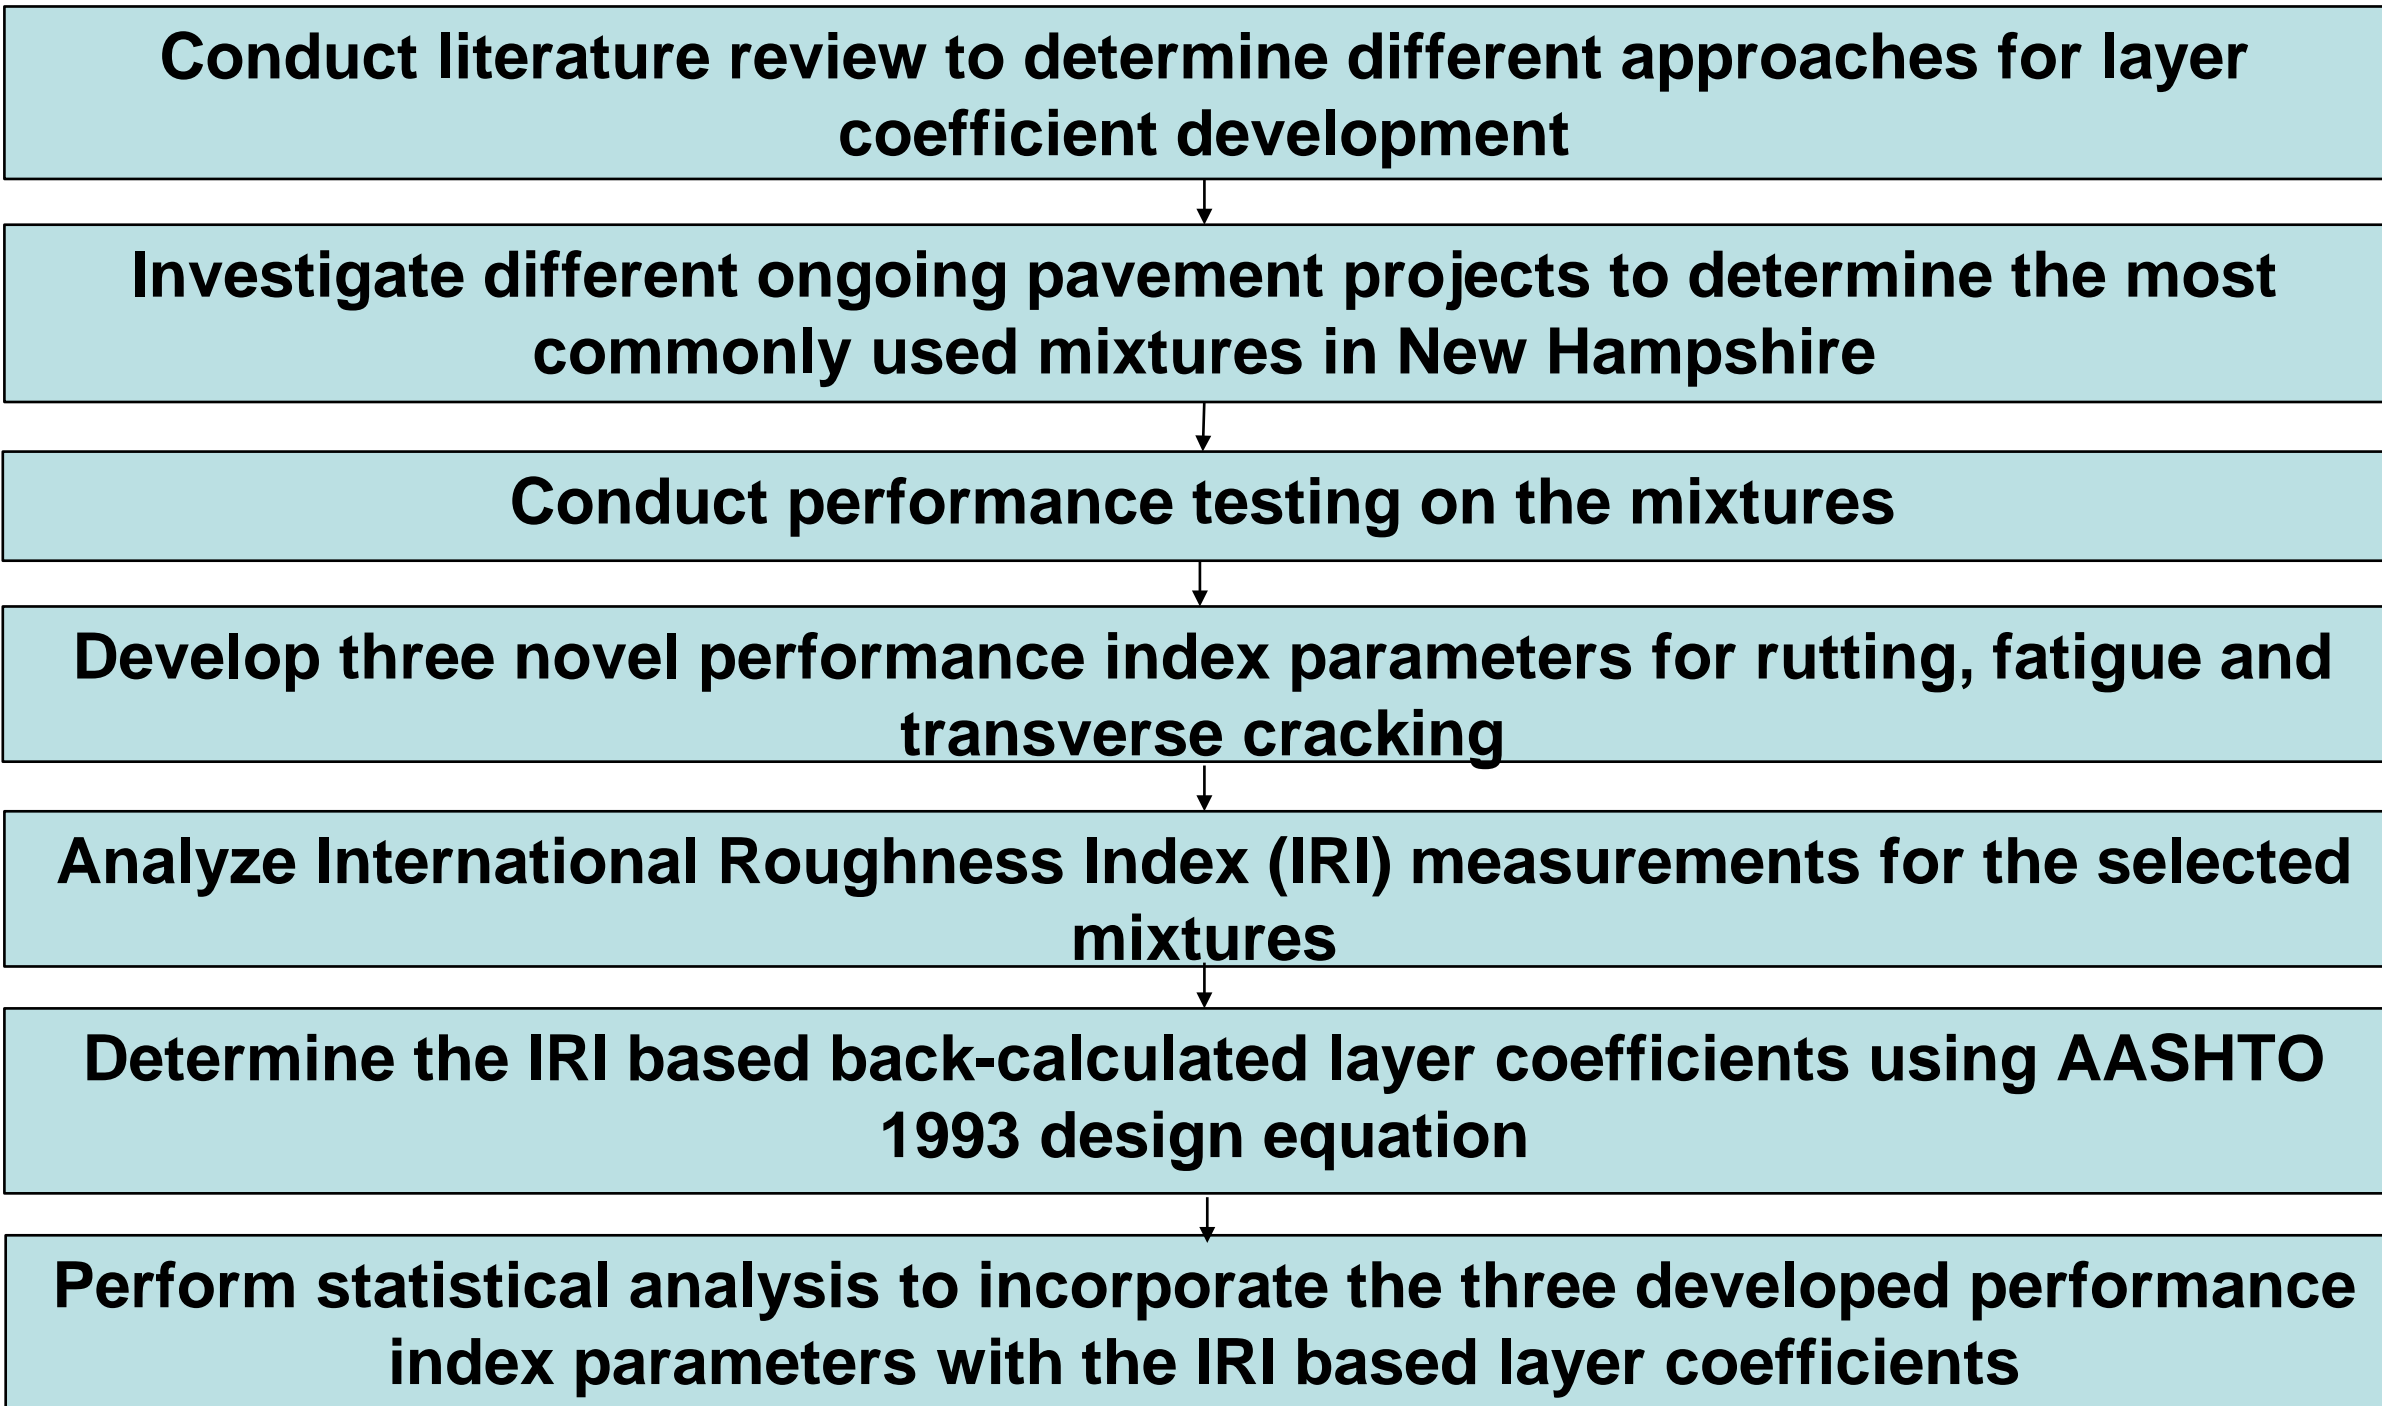 Conduct literature review to determine different approaches for layer
coefficient development
Investigate different ongoing pavement projects to determine the most
commonly used mixtures in New Hampshire
Conduct performance testing on the mixtures
Develop three novel performance index parameters for rutting, fatigue and
transverse cracking
Analyze International Roughness Index (IRI) measurements for the selected
mixtures
Determine the IRI based back-calculated layer coefficients using AASHTO
1993 design equation
Perform statistical analysis to incorporate the three developed performance
index parameters with the IRI based layer coefficients